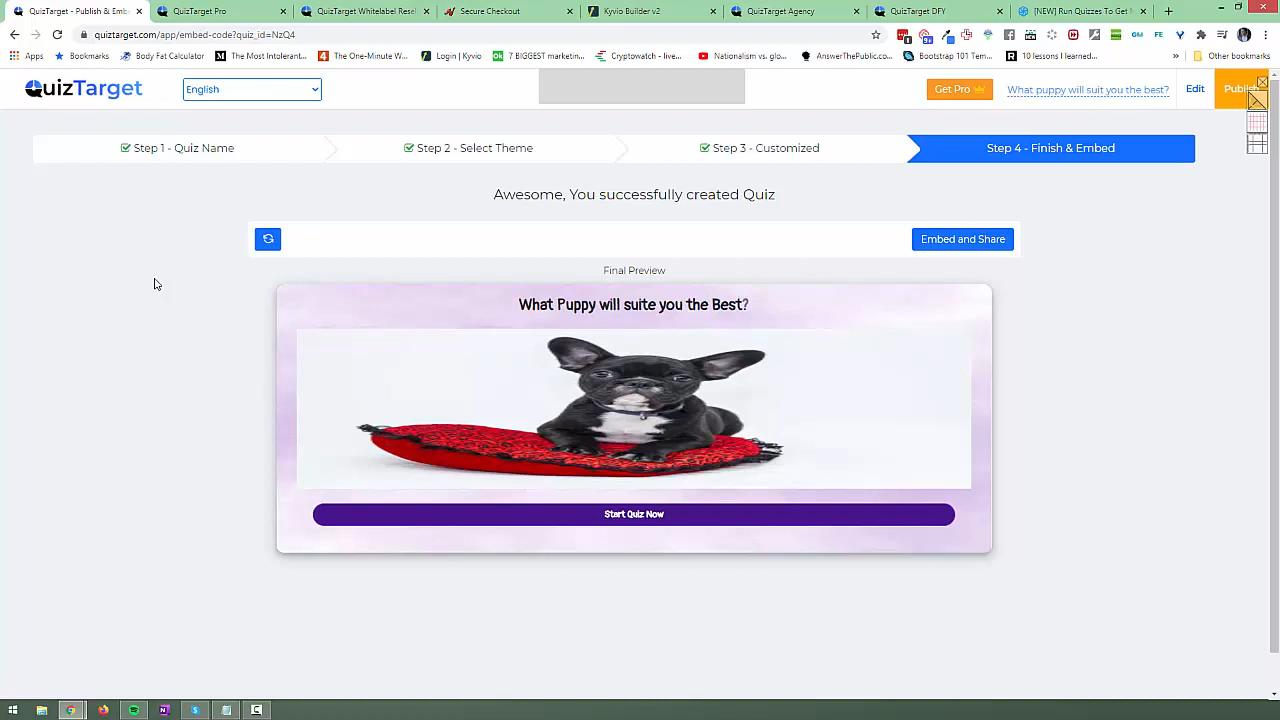 QuizTarget - Publish & Emb
QuizTarget Pro
QuizTarget Whitelabel Resell
Secure Checkout
Kyvio Builder v2
QuizTarget Agency
QuizTarget DFY
[NEW] Run Quizzes To Get M
quiztarget.com/app/embed-code?quiz_id=NzQ4
Apps
Bookmarks
Body Fat Calculator
The most Intolerant...
The One-Minute W...
Login | Kyvio
7 BIGGEST marketin...
Cryptowatch - live...
Nationalism vs. glo...
AnswerThePublic.co...
Bootstrap 101 Tem...
10 lessons I learned...
Other bookmarks
QuizTarget
English
Get Pro
What puppy will suit you the best?
Edit
Publish
Step 1 - Quiz Name
Step 2 - Select Theme
Step 3 - Customized
Step 4 - Finish & Embed
Awesome, You successfully created Quiz
Embed and Share
Final Preview
What Puppy will suite you the Best?
Start Quiz Now